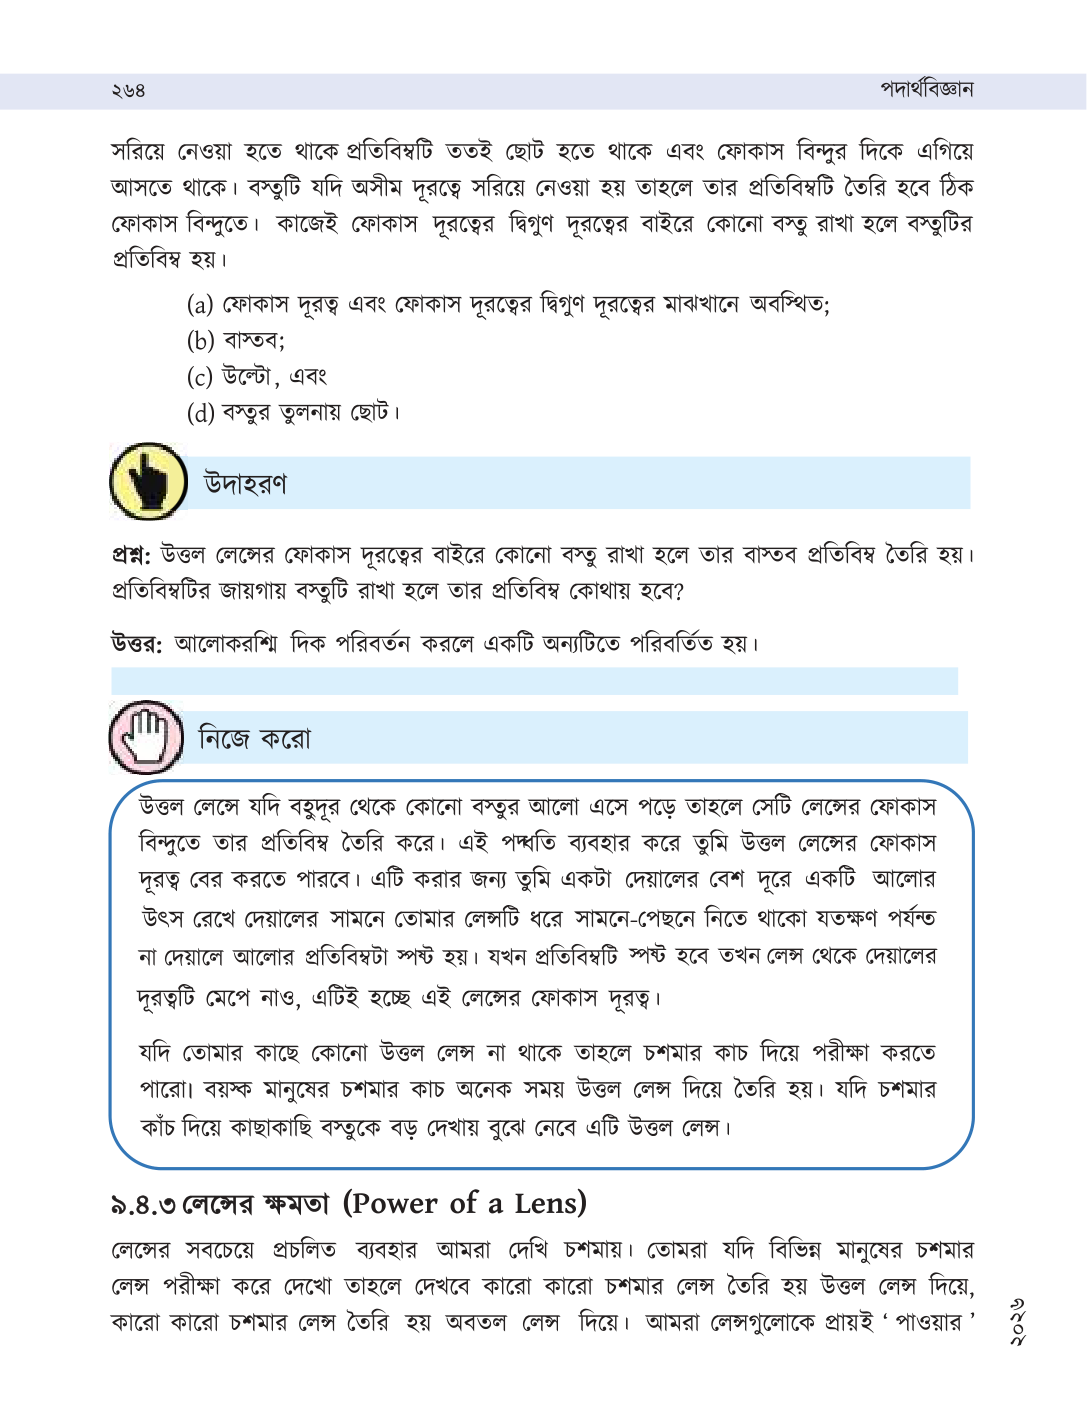 ২৬৪
পদার্থবিজ্ঞান
সরিয়ে নেওয়া হতে থাকে প্রতিবিম্বটি ততই ছোট হতে থাকে এবং ফোকাস বিন্দুর দিকে এগিয়ে
আসতে থাকে। বস্তুটি যদি অসীম দূরত্বে সরিয়ে নেওয়া হয় তাহলে তার প্রতিবিম্বটি তৈরি হবে ঠিক
ফোকাস বিন্দুতে। কাজেই ফোকাস দূরত্বের দ্বিগুণ দূরত্বের বাইরে কোনো বস্তু রাখা হলে বস্তুটির
প্রতিবিম্ব হয়।
(a) ফোকাস দূরত্ব এবং ফোকাস দূরত্বের দ্বিগুণ দূরত্বের মাঝখানে অবস্থিত;
(b) বাস্তব;
(c) উল্টো, এবং
(d) বস্তুর তুলনায় ছোট।
উদাহরণ
প্রশ্ন: উত্তল লেন্সের ফোকাস দূরত্বের বাইরে কোনো বস্তু রাখা হলে তার বাস্তব প্রতিবিম্ব তৈরি হয়।
প্রতিবিম্বটির জায়গায় বস্তুটি রাখা হলে তার প্রতিবিম্ব কোথায় হবে?
উত্তর: আলোকরশ্মি দিক পরিবর্তন করলে একটি অন্যটিতে পরিবর্তিত হয়।
নিজে করো
উত্তল লেন্সে যদি বহুদূর থেকে কোনো বস্তুর আলো এসে পড়ে তাহলে সেটি লেন্সের ফোকাস
বিন্দুতে তার প্রতিবিম্ব তৈরি করে। এই পদ্ধতি ব্যবহার করে তুমি উত্তল লেন্সের ফোকাস
দূরত্ব বের করতে পারবে। এটি করার জন্য তুমি একটা দেয়ালের বেশ দূরে একটি আলোর
উৎস রেখে দেয়ালের সামনে তোমার লেন্সটি ধরে সামনে-পেছনে নিতে থাকো যতক্ষণ পর্যন্ত
না দেয়ালে আলোর প্রতিবিম্বটা স্পষ্ট হয়। যখন প্রতিবিম্বটি স্পষ্ট হবে তখন লেন্স থেকে দেয়ালের
দূরত্বটি মেপে নাও, এটিই হচ্ছে এই লেন্সের ফোকাস দূরত্ব।
যদি তোমার কাছে কোনো উত্তল লেন্স না থাকে তাহলে চশমার কাচ দিয়ে পরীক্ষা করতে
পারো। বয়স্ক মানুষের চশমার কাচ অনেক সময় উত্তল লেন্স দিয়ে তৈরি হয়। যদি চশমার
কাঁচ দিয়ে কাছাকাছি বস্তুকে বড় দেখায় বুঝে নেবে এটি উত্তল লেন্স।
৯.৪.৩ লেন্সের ক্ষমতা (Power of a Lens)
লেন্সের সবচেয়ে প্রচলিত ব্যবহার আমরা দেখি চশমায়। তোমরা যদি বিভিন্ন মানুষের চশমার
লেন্স পরীক্ষা করে দেখো তাহলে দেখবে কারো কারো চশমার লেন্স তৈরি হয় উত্তল লেন্স দিয়ে,
কারো কারো চশমার লেন্স তৈরি হয় অবতল লেন্স দিয়ে। আমরা লেন্সগুলোকে প্রায়ই ‘ পাওয়ার ’
২০২৬